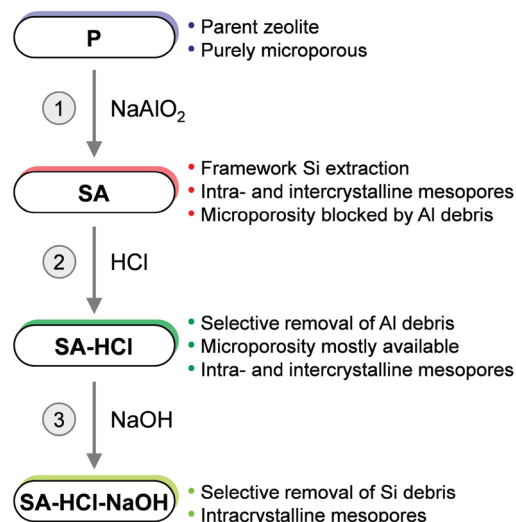 P
• Parent zeolite
• Purely microporous
1 NaAlO₂
SA
• Framework Si extraction
• Intra- and intercrystalline mesopores
• Microporosity blocked by Al debris
2 HCl
SA-HCl
• Selective removal of Al debris
• Microporosity mostly available
• Intra- and intercrystalline mesopores
3 NaOH
SA-HCl-NaOH
• Selective removal of Si debris
• Intracrystalline mesopores